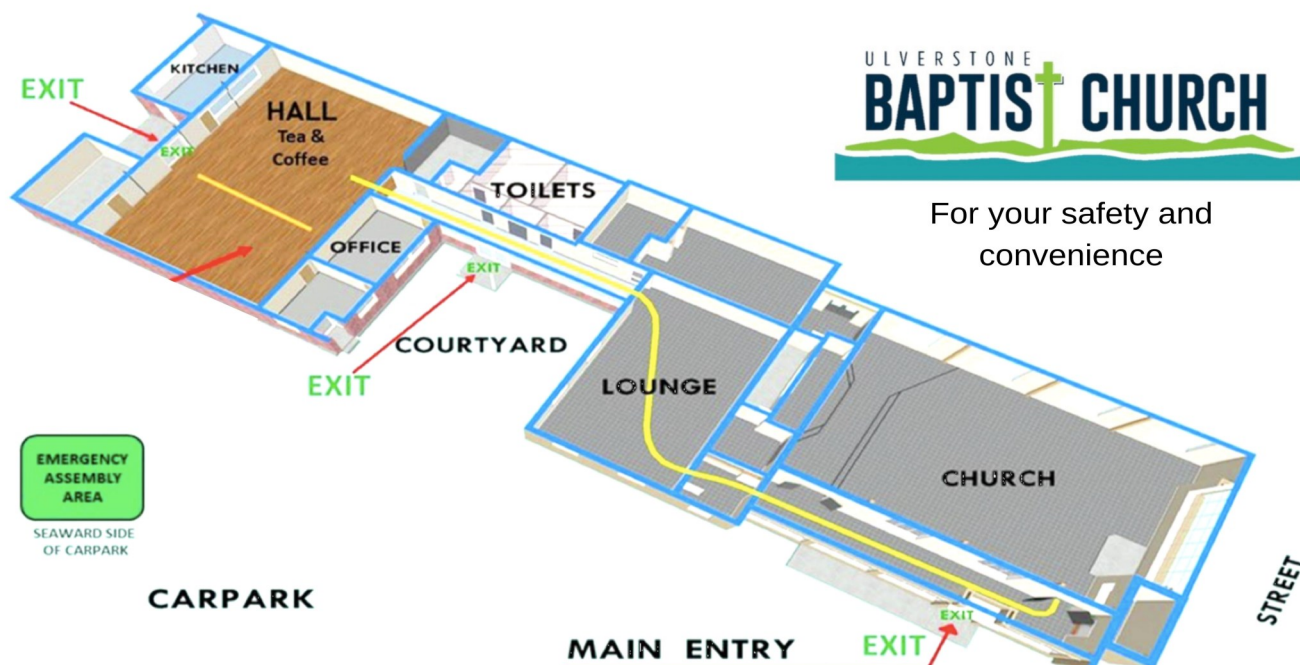 ULVERSTONE
BAPTIST CHURCH
For your safety and
convenience
KITCHEN
EXIT
EXIT
HALL
Tea &
Coffee
TOILETS
OFFICE
EXIT
COURTYARD
EXIT
LOUNGE
CHURCH
EMERGENCY
ASSEMBLY
AREA
SEAWARD SIDE
OF CARPARK
CARPARK
MAIN ENTRY
EXIT
EXIT
STREET